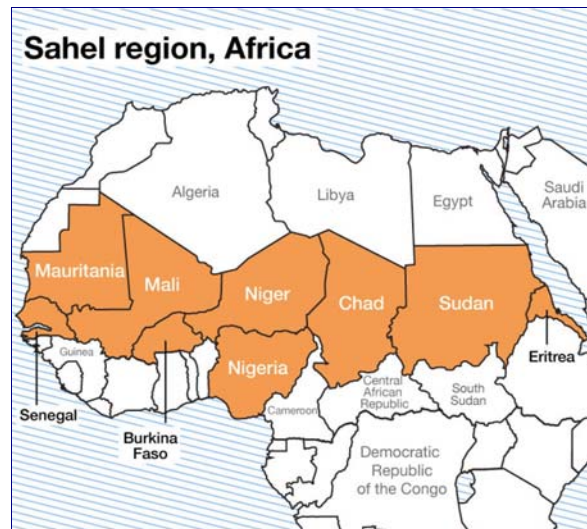 Sahel region, Africa
Algeria
Libya
Egypt
Saudi
Arabia
Mauritania
Mali
Niger
Chad
Sudan
Eritrea
Guinea
Nigeria
Senegal
Burkina
Faso
Cameroon
Central
African
Republic
South
Sudan
Democratic
Republic
of the Congo